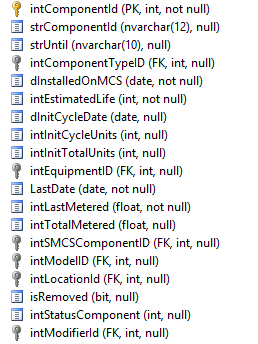 intComponentId (PK, int, not null)
strComponentId (nvarchar(12), null)
strUntil (nvarchar(10), null)
intComponentTypeID (FK, int, null)
dInstalledOnMCS (date, not null)
intEstimatedLife (int, not null)
dInitCycleDate (date, null)
intInitCycleUnits (int, null)
intInitTotalUnits (int, null)
intEquipmentID (FK, int, null)
LastDate (date, not null)
intLastMetered (float, not null)
intTotalMetered (float, null)
intSMCSComponentID (FK, int, null)
intModelID (FK, int, null)
intLocationId (FK, int, null)
isRemoved (bit, null)
intStatusComponent (int, null)
intModifierId (FK, int, null)